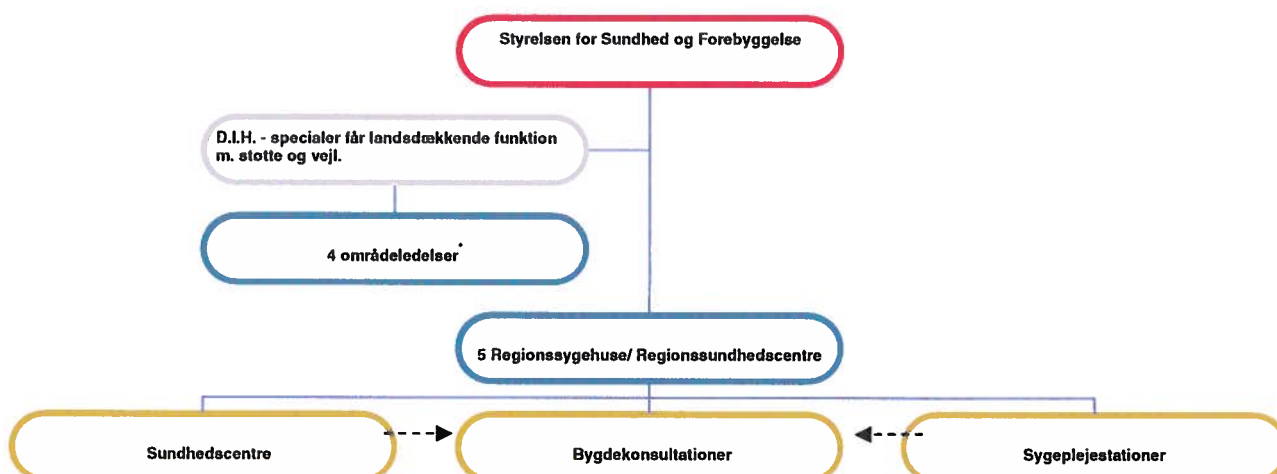 Styrelsen for Sundhed og Forebyggelse
D.I.H. - specialer får landsdækkende funktion
m. støtte og vejl.
4 områdeledelser*
5 Regionssygehuse/ Regionssundhedscentre
Sundhedscentre
Bygdekonsultationer
Sygeplejestationer